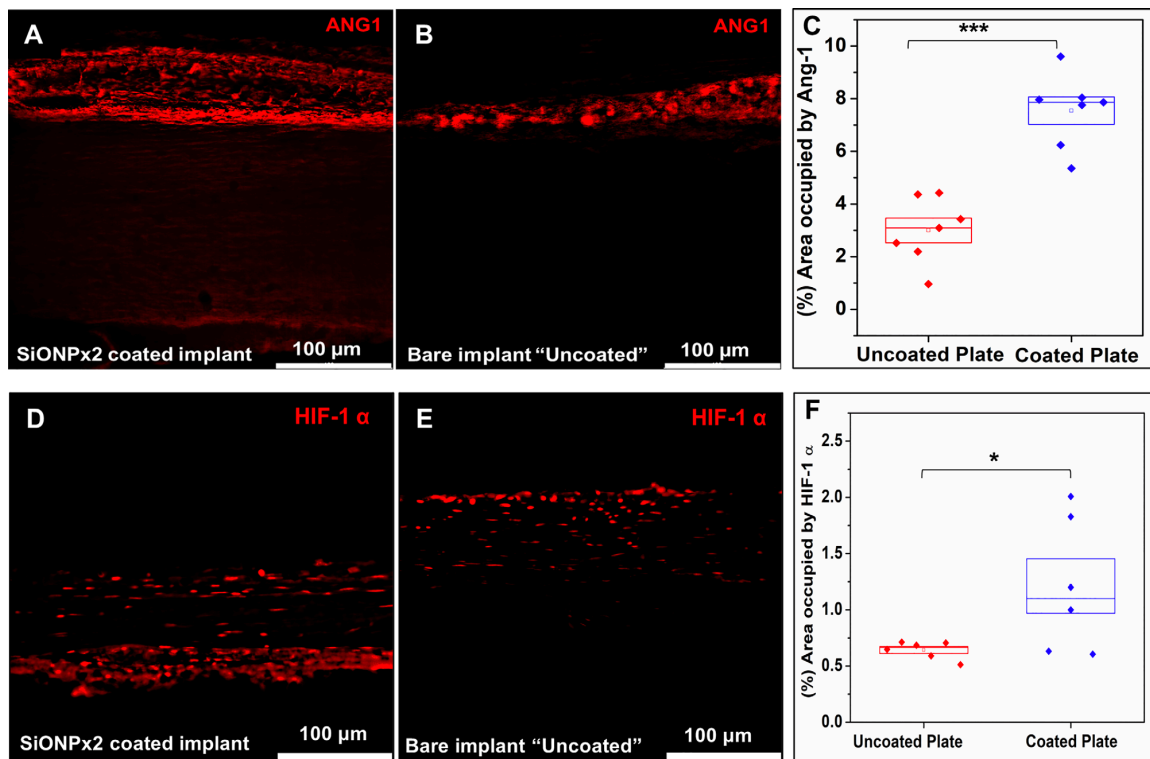 A
ANG1
SiONPx2 coated implant
100 µm
B
ANG1
Bare implant “Uncoated”
100 µm
C
***
(%) Area occupied by Ang-1
10
8
6
4
2
0
Uncoated Plate
Coated Plate
D
HIF-1 α
SiONPx2 coated implant
100 µm
E
HIF-1 α
Bare implant “Uncoated”
100 µm
F
*
(%) Area occupied by HIF-1 α
2.5
2.0
1.5
1.0
0.5
0.0
Uncoated Plate
Coated Plate